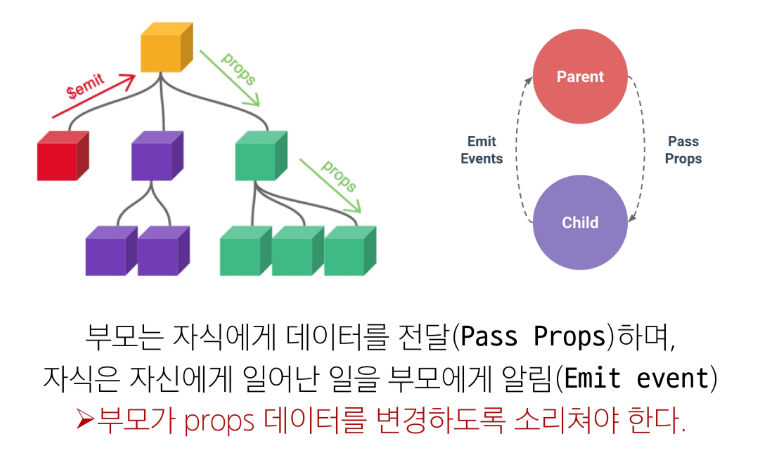 $emit
props
props
Parent
Emit
Events
Pass
Props
Child
부모는 자식에게 데이터를 전달(Pass Props)하며,
자식은 자신에게 일어난 일을 부모에게 알림(Emit event)
➢부모가 props 데이터를 변경하도록 소리쳐야 한다.